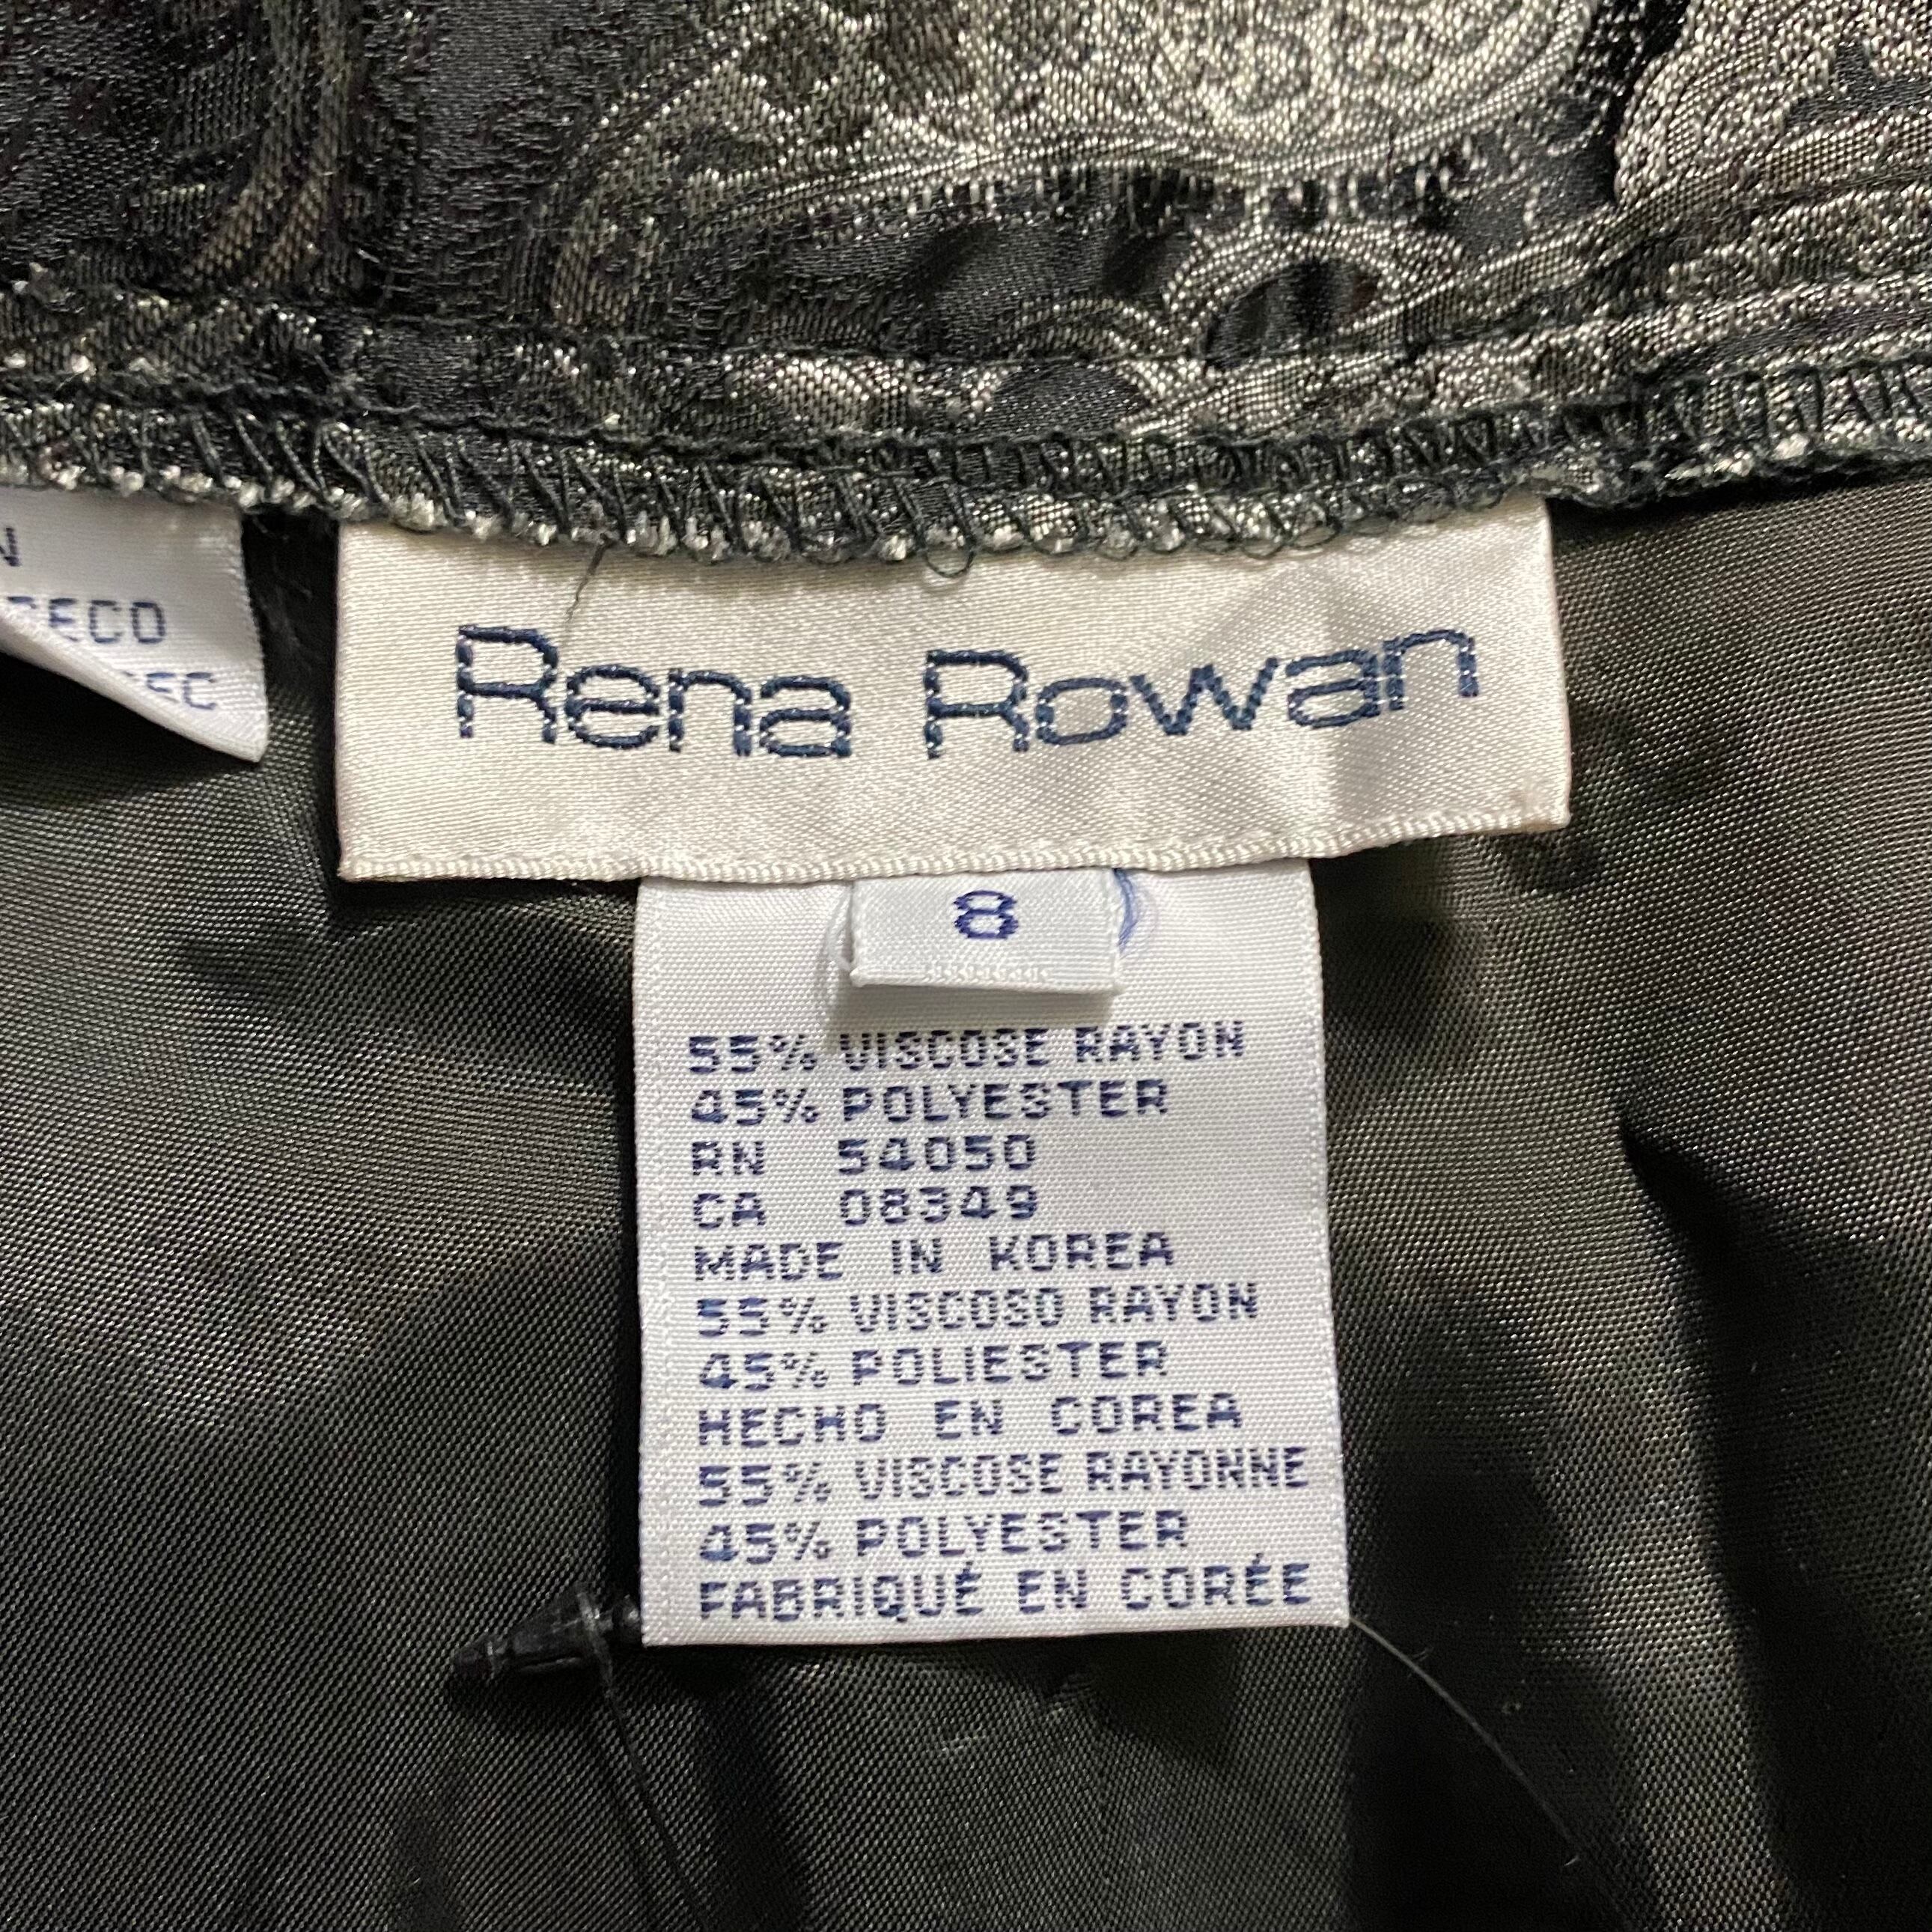 Rena Rowan
8
55% VISCOSE RAYON
45% POLYESTER
RN 54050
CA 08349
MADE IN KOREA
55% VISCOSO RAYON
45% POLIESTER
HECHO EN COREA
55% VISCOSE RAYONNE
45% POLYESTER
FABRIQUÉ EN CORÉE